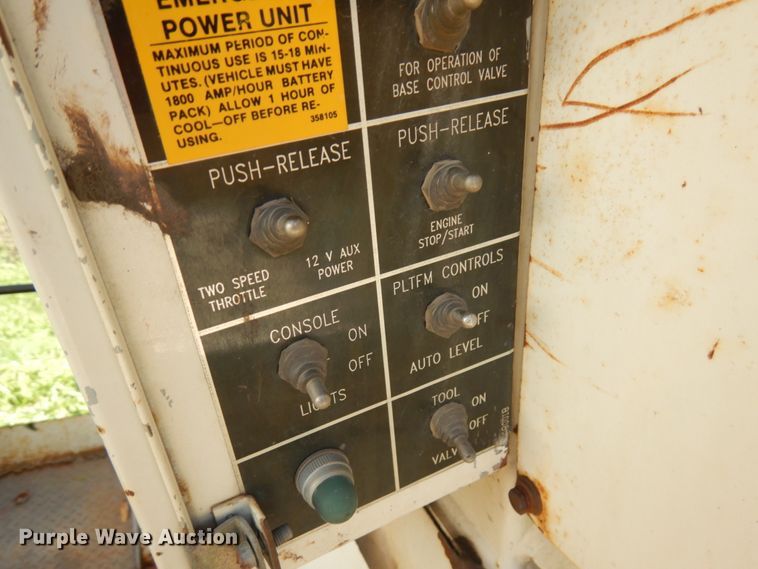 POWER UNIT
MAXIMUM PERIOD OF CON-
TINUOUS USE IS 15-18 MIN-
UTES. (VEHICLE MUST HAVE
1800 AMP/HOUR BATTERY
PACK) ALLOW 1 HOUR OF
COOL-OFF BEFORE RE-
USING.
358105
FOR OPERATION OF
BASE CONTROL VALVE
PUSH-RELEASE
TWO SPEED
THROTTLE
12 V AUX
POWER
PUSH-RELEASE
ENGINE
STOP/START
CONSOLE
ON
OFF
LIGHTS
PLTFM CONTROLS
ON
OFF
AUTO LEVEL
TOOL
ON
OFF
VALVE
Purple Wave Auction